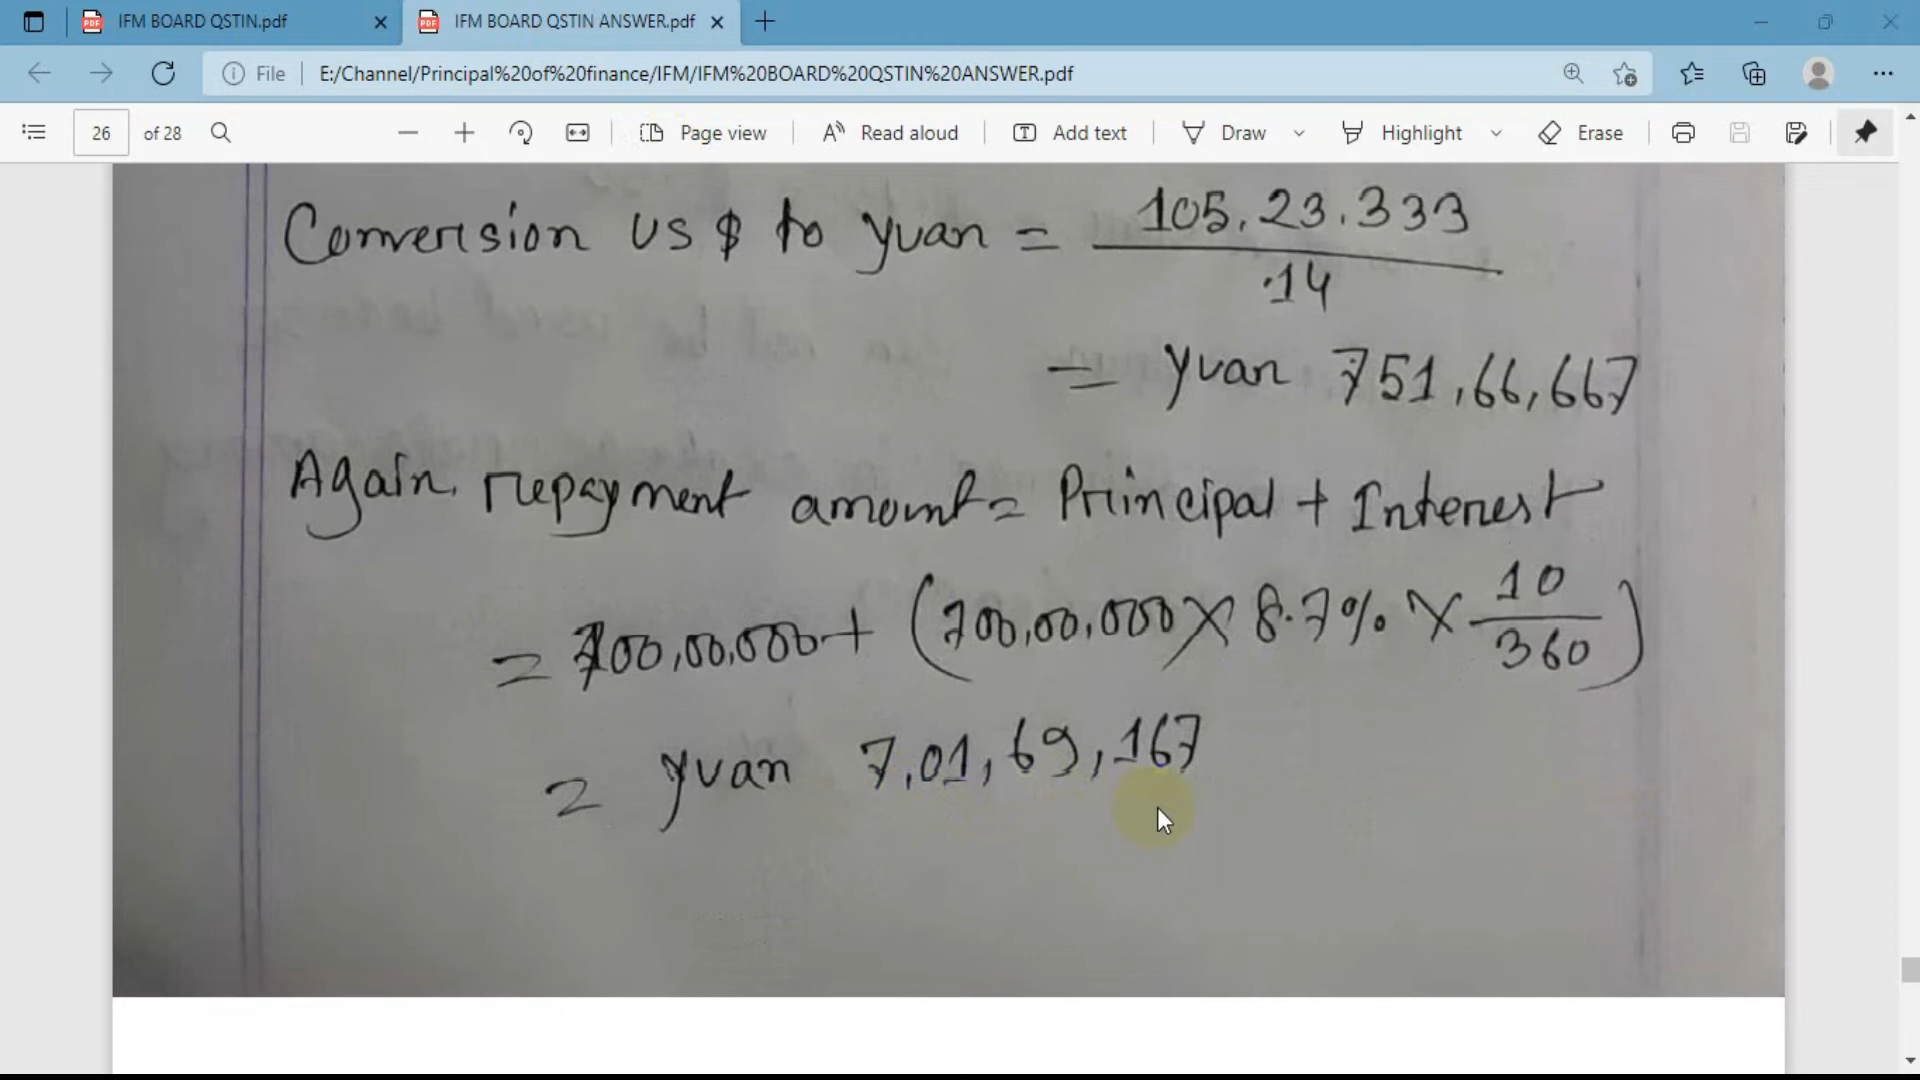 IFM BOARD QSTIN.pdf
IFM BOARD QSTIN ANSWER.pdf
File
E:/Channel/Principal%20of%20finance/IFM/IFM%20BOARD%20QSTIN%20ANSWER.pdf
26 of 28
Page view
Read aloud
Add text
Draw
Highlight
Erase
Conversion US $ to Yuan = 105,23,333
.14
= Yuan 751,66,667
Again, repayment amount = Principal + Interest
= 700,00,000 + (700,00,000 × 8.7% × 10
360 )
= Yuan 7,01,69,167